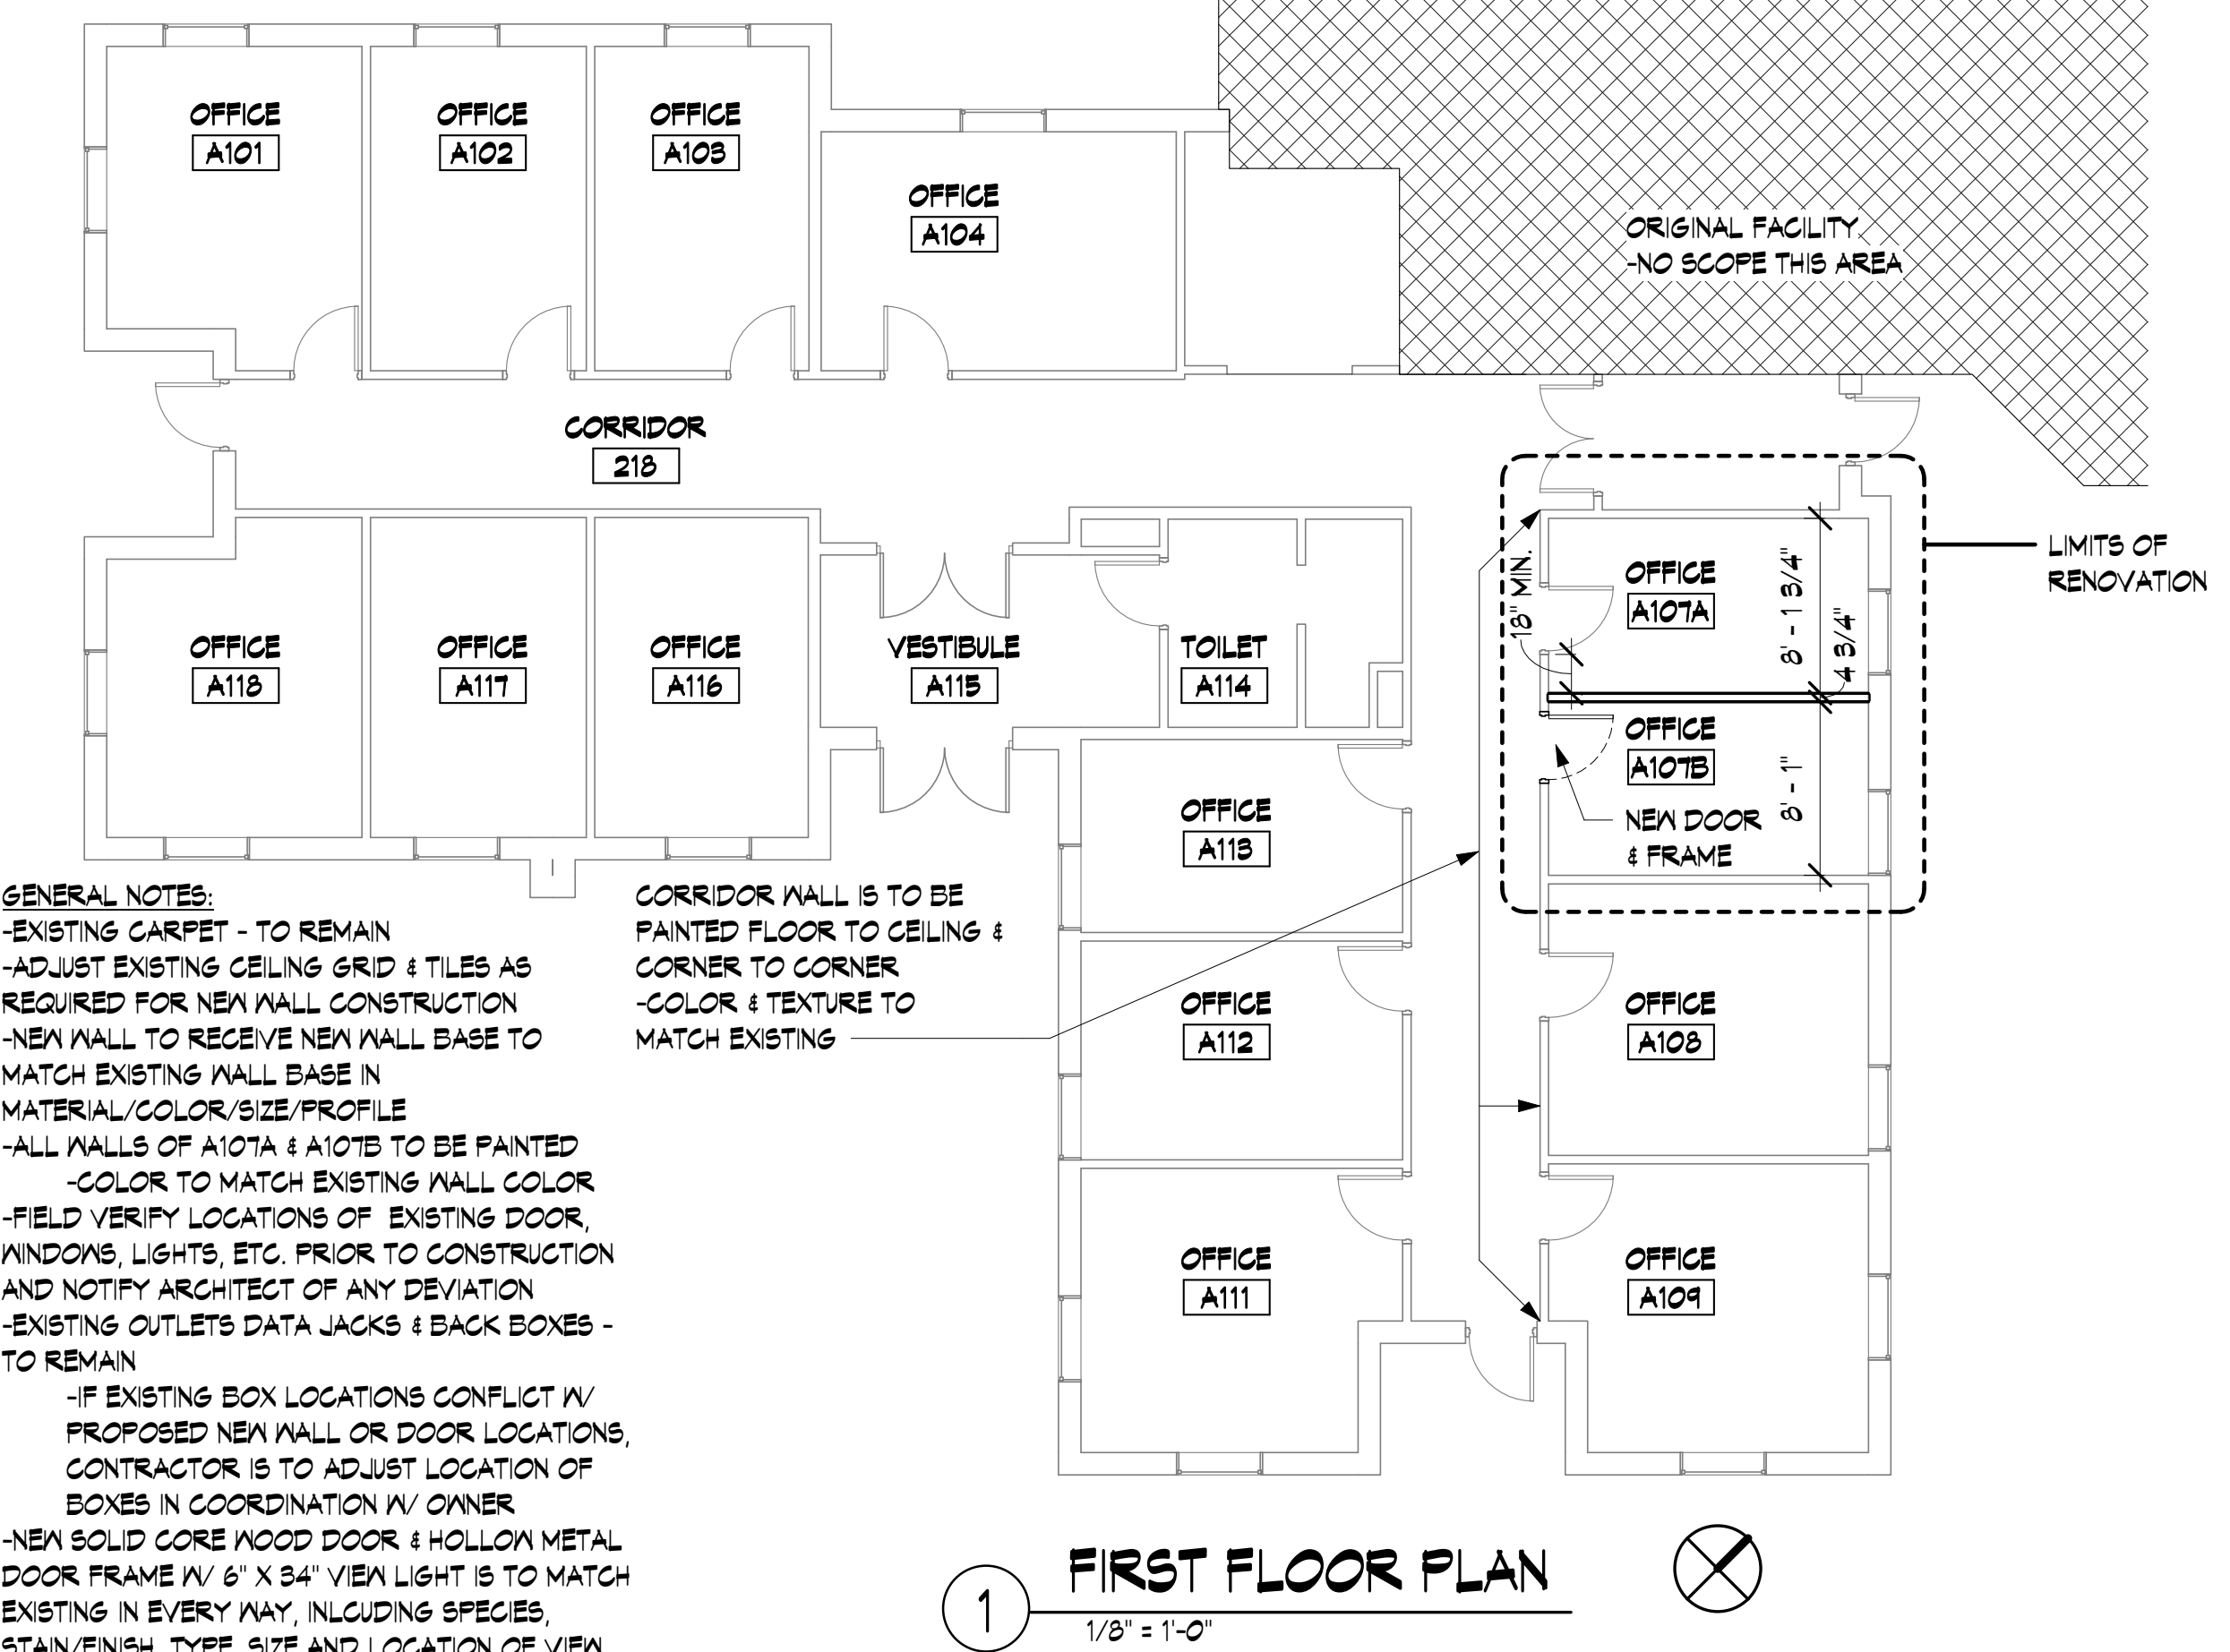 OFFICE
A101
OFFICE
A102
OFFICE
A103
OFFICE
A104
ORIGINAL FACILITY
-NO SCOPE THIS AREA
CORRIDOR
218
LIMITS OF
RENOVATION
OFFICE
A107A
18" MIN.
8' - 1 3/4"
4 3/4"
OFFICE
A118
OFFICE
A117
OFFICE
A116
VESTIBULE
A115
TOILET
A114
OFFICE
A107B
8' - 1"
NEW DOOR
& FRAME
OFFICE
A113
OFFICE
A112
OFFICE
A108
OFFICE
A111
OFFICE
A109
GENERAL NOTES:
-EXISTING CARPET - TO REMAIN
-ADJUST EXISTING CEILING GRID & TILES AS
REQUIRED FOR NEW WALL CONSTRUCTION
-NEW WALL TO RECEIVE NEW WALL BASE TO
MATCH EXISTING WALL BASE IN
MATERIAL/COLOR/SIZE/PROFILE
-ALL WALLS OF A107A & A107B TO BE PAINTED
-COLOR TO MATCH EXISTING WALL COLOR
-FIELD VERIFY LOCATIONS OF EXISTING DOOR,
WINDOWS, LIGHTS, ETC. PRIOR TO CONSTRUCTION
AND NOTIFY ARCHITECT OF ANY DEVIATION
-EXISTING OUTLETS DATA JACKS & BACK BOXES -
TO REMAIN
-IF EXISTING BOX LOCATIONS CONFLICT W/
PROPOSED NEW WALL OR DOOR LOCATIONS,
CONTRACTOR IS TO ADJUST LOCATION OF
BOXES IN COORDINATION W/ OWNER
-NEW SOLID CORE WOOD DOOR & HOLLOW METAL
DOOR FRAME W/ 6" X 34" VIEW LIGHT IS TO MATCH
EXISTING IN EVERY WAY, INLCUDING SPECIES,
STAIN/FINISH, TYPE, SIZE AND LOCATION OF VIEW
CORRIDOR WALL IS TO BE
PAINTED FLOOR TO CEILING &
CORNER TO CORNER
-COLOR & TEXTURE TO
MATCH EXISTING
1
FIRST FLOOR PLAN
1/8" = 1'-0"